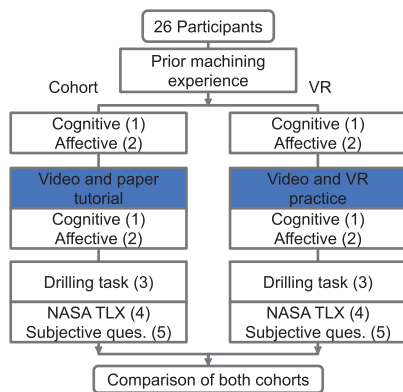 26 Participants
Prior machining
experience
Cohort
VR
Cognitive (1)
Affective (2)
Video and paper
tutorial
Cognitive (1)
Affective (2)
Drilling task (3)
NASA TLX (4)
Subjective ques. (5)
Cognitive (1)
Affective (2)
Video and VR
practice
Cognitive (1)
Affective (2)
Drilling task (3)
NASA TLX (4)
Subjective ques. (5)
Comparison of both cohorts